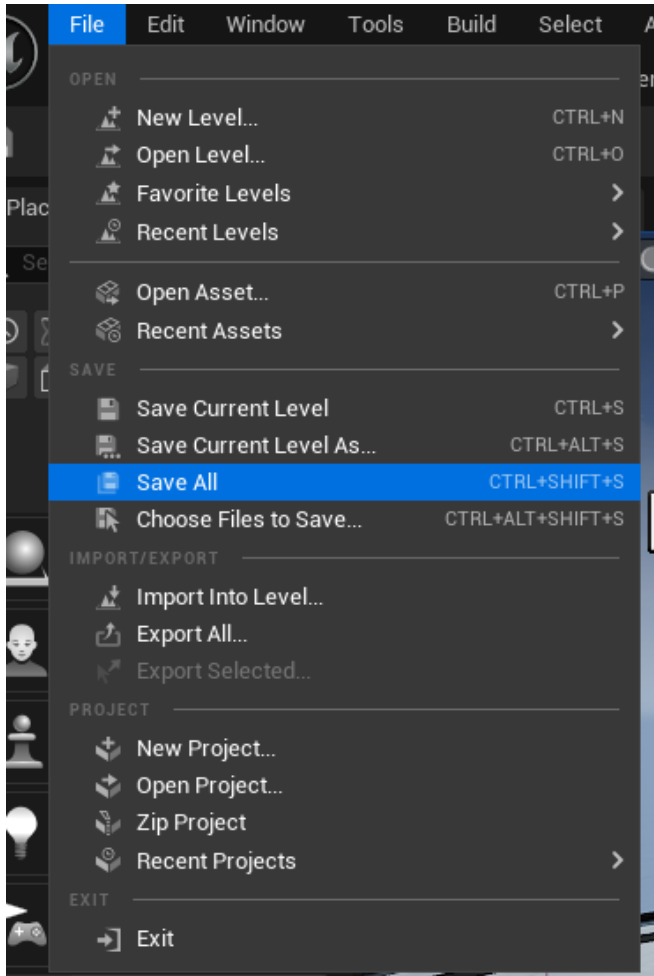 File Edit Window Tools Build Select
OPEN
New Level... CTRL+N
Open Level... CTRL+O
Favorite Levels
Recent Levels
Plac
Se
Open Asset... CTRL+P
Recent Assets
SAVE
Save Current Level CTRL+S
Save Current Level As... CTRL+ALT+S
Save All CTRL+SHIFT+S
Choose Files to Save... CTRL+ALT+SHIFT+S
IMPORT/EXPORT
Import Into Level...
Export All...
Export Selected...
PROJECT
New Project...
Open Project...
Zip Project
Recent Projects
EXIT
Exit